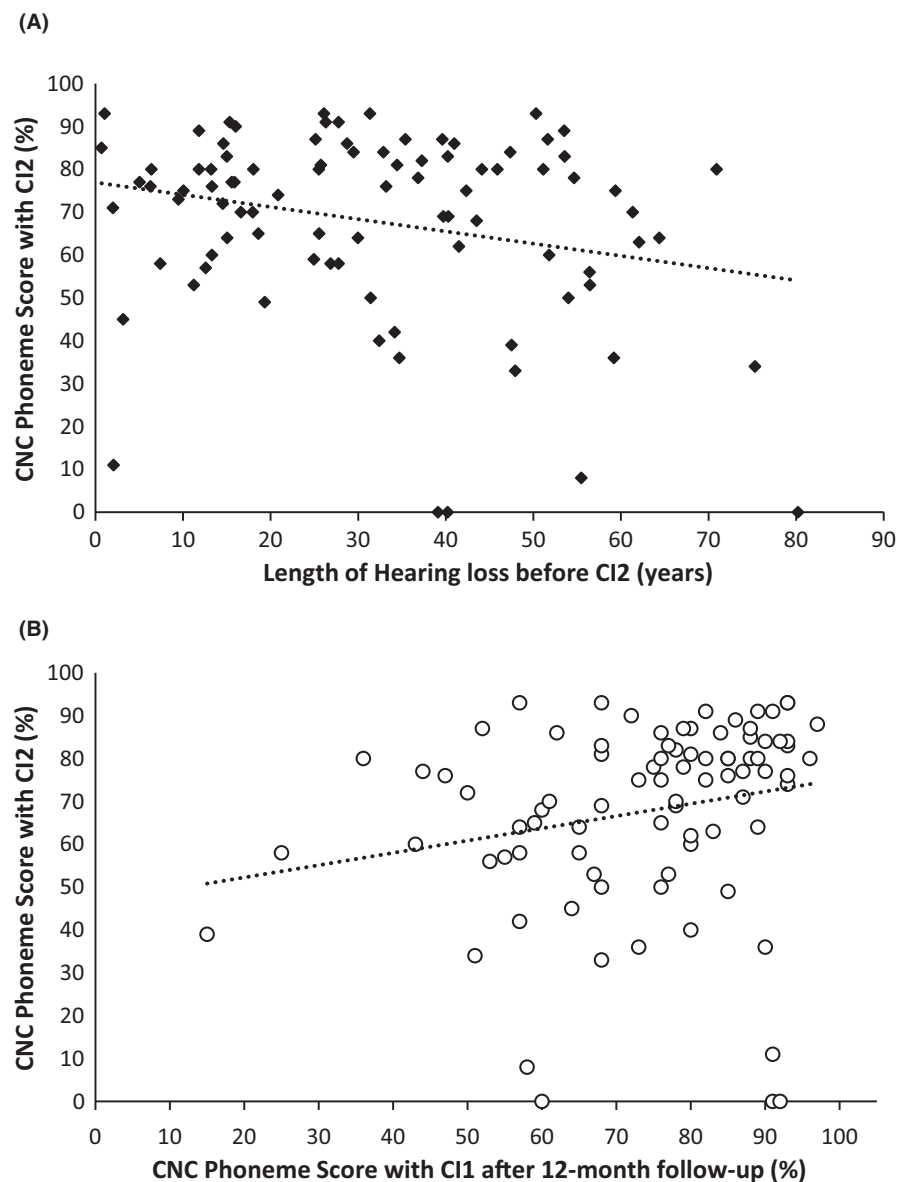 (A)
100
90
80
70
60
50
40
30
20
10
0
CNC Phoneme Score with CI2 (%)
0 10 20 30 40 50 60 70 80 90
Length of Hearing loss before CI2 (years)
(B)
100
90
80
70
60
50
40
30
20
10
0
CNC Phoneme Score with CI2 (%)
0 10 20 30 40 50 60 70 80 90 100
CNC Phoneme Score with CI1 after 12-month follow-up (%)